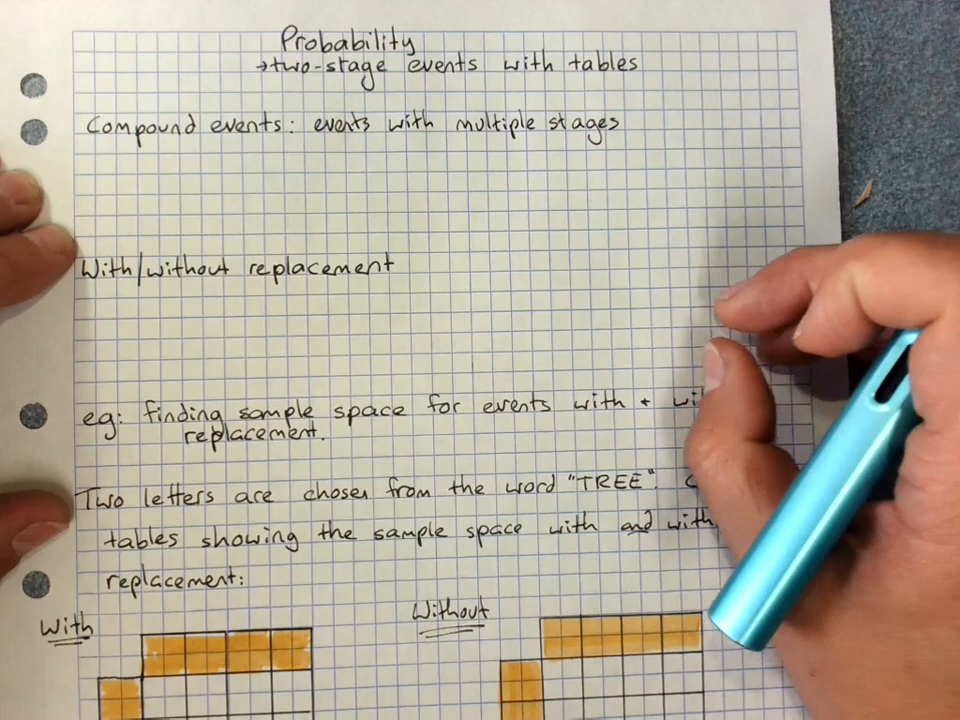 Probability
→two-stage events with tables
Compound events: events with multiple stages
With/without replacement
eg: finding sample space for events with +
replacement.
Two letters are chosen from the word "TREE".
tables showing the sample space with and with
replacement:
With
Without